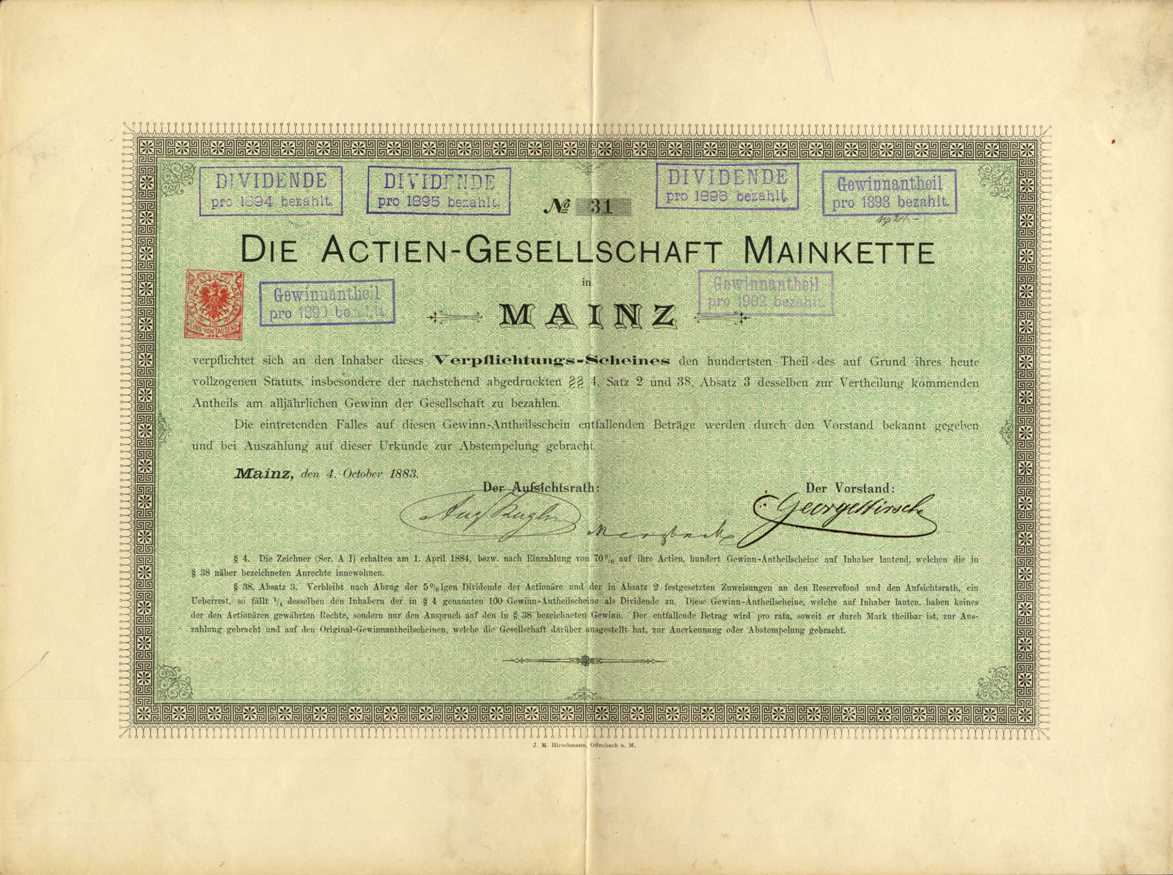 DIVIDENDE
pro 1894 bezahlt.
DIVIDENDE
pro 1895 bezahlt.
DIVIDENDE
pro 1896 bezahlt.
Gewinnantheil
pro 1898 bezahlt.
№ 31
DIE ACTIEN-GESELLSCHAFT MAINKETTE
in
Gewinnantheil
pro bezahlt.
Gewinnantheil
pro 1902 bezahlt.
MAINZ
verpflichtet sich an den Inhaber dieses Verpflichtungs-Scheines den hundertsten Theil des auf Grund ihres heute
vollzogenen Statuts, insbesondere der nachstehend abgedruckten §§ 4, Satz 2 und 38, Absatz 3 desselben zur Vertheilung kommenden
Antheils am alljährlichen Gewinn der Gesellschaft zu bezahlen.
Die eintretenden Falles auf diesen Gewinn-Antheilsschein entfallenden Beträge werden durch den Vorstand bekannt gegeben
und bei Auszahlung auf dieser Urkunde zur Abstempelung gebracht.
Mainz, den 4. October 1883.
Der Aufsichtsrath:
Der Vorstand:
George Hirsch
§ 4. Die Zeichner (Ser. A I) erhalten am 1. April 1884, bezw. nach Einzahlung von 70% auf ihre Actien, hundert Gewinn-Antheilscheine auf Inhaber lautend, welchen die in
§ 38 näher bezeichneten Anrechte innewohnen.
§ 38, Absatz 3. Verbleibt nach Abzug der 5%igen Dividende der Actionäre und der in Absatz 2 festgesetzten Zuweisungen an den Reservefond und den Aufsichtsrath, ein
Ueberrest, so fällt desselben den Inhabern der in § 4 genannten 100 Gewinn-Antheilscheine als Dividende zu. Diese Gewinn-Antheilscheine, welche auf Inhaber lauten, haben keines
der den Actionären gewährten Rechte, sondern nur den Anspruch auf den in § 38 bezeichneten Gewinn. Der entfallende Betrag wird pro rata, soweit er durch Mark theilbar ist, zur Aus-
zahlung gebracht und auf den Original-Gewinnantheilscheinen, welche die Gesellschaft darüber ausgestellt hat, zur Anerkennung oder Abstempelung gebracht.
J. M. Hirschmann, Offenbach a. M.